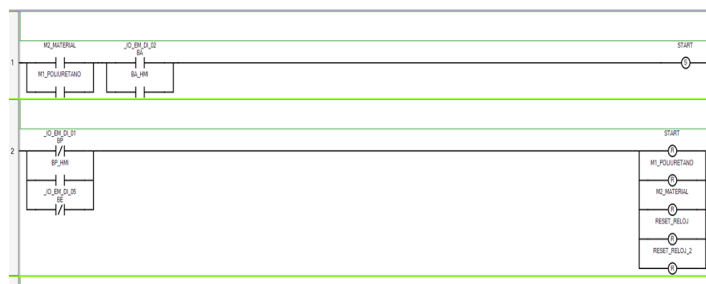 M2_MATERIAL
_IO_EM_DI_02
BA
START
1
S
M1_POLIURETANO
BA_HMI
_IO_EM_DI_01
BP
START
2
R
BP_HMI
M1_POLIURETANO
R
_IO_EM_DI_05
BE
M2_MATERIAL
R
RESET_RELOJ
R
RESET_RELOJ_2
R